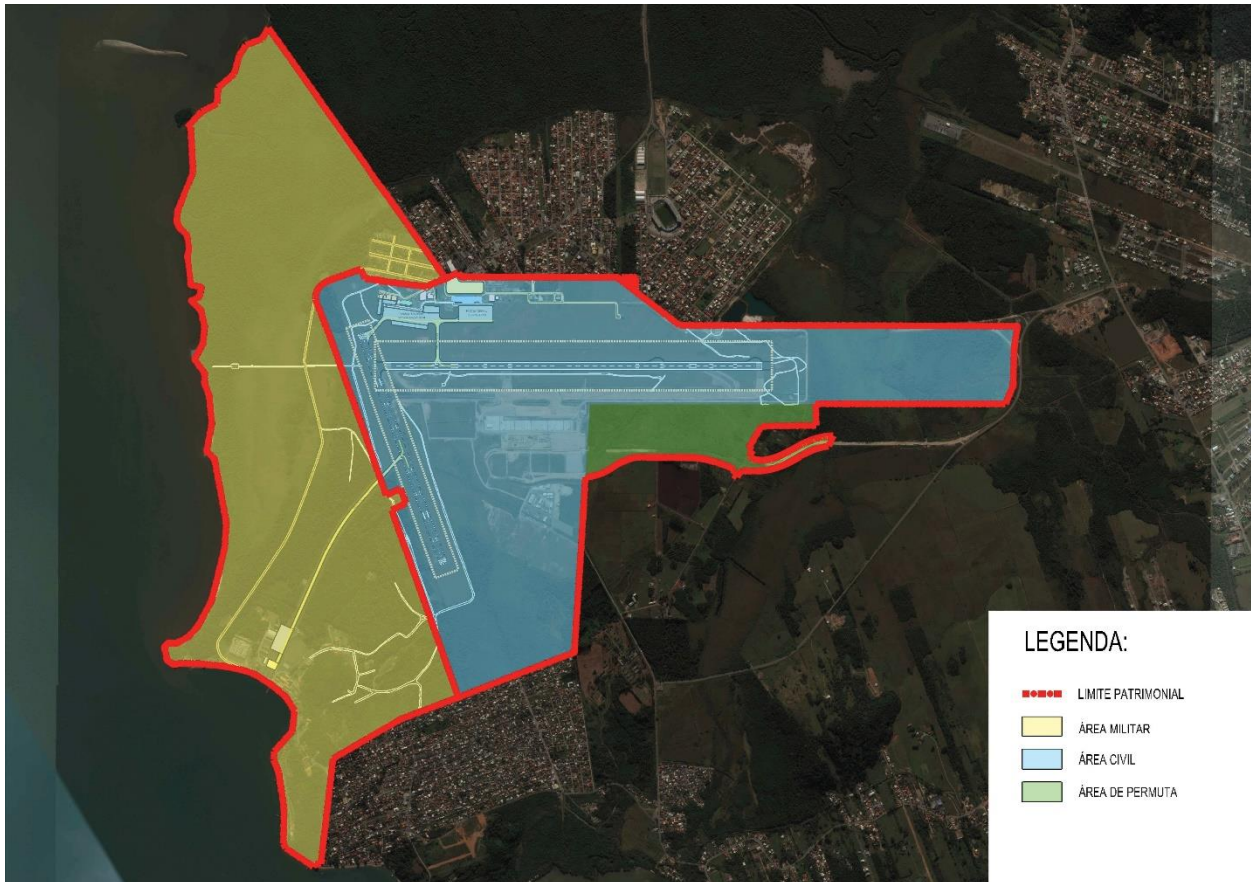 LEGENDA:
LIMITE PATRIMONIAL
ÁREA MILITAR
ÁREA CIVIL
ÁREA DE PERMUTA